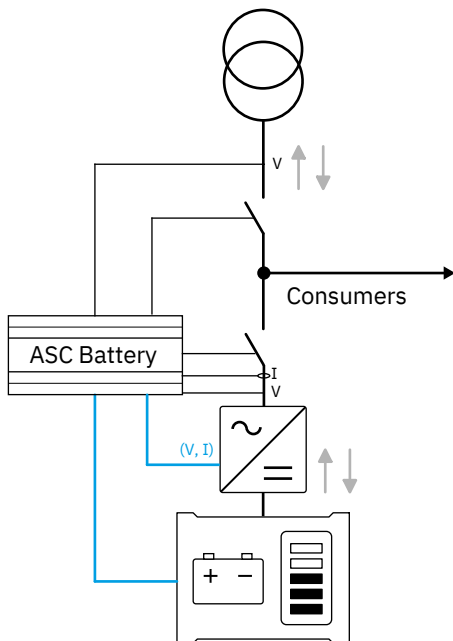 V
Consumers
ASC Battery
I
V
(V, I)
+ −